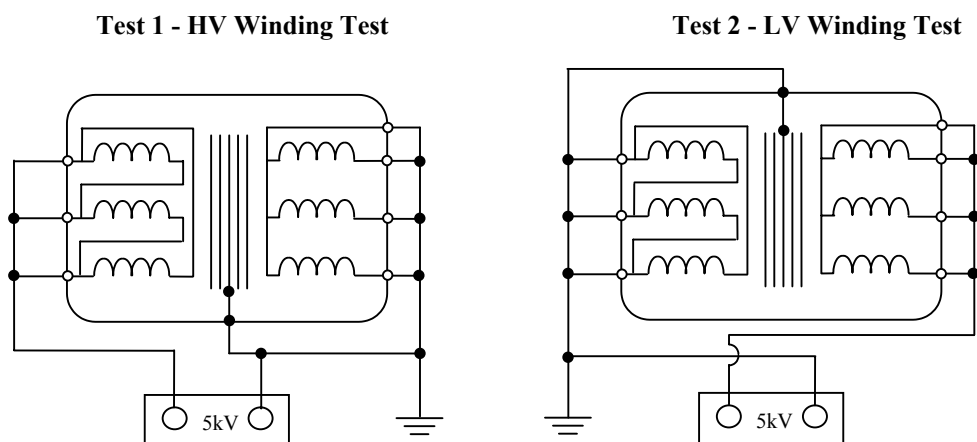 Test 1 - HV Winding Test
Test 2 - LV Winding Test
5kV
5kV